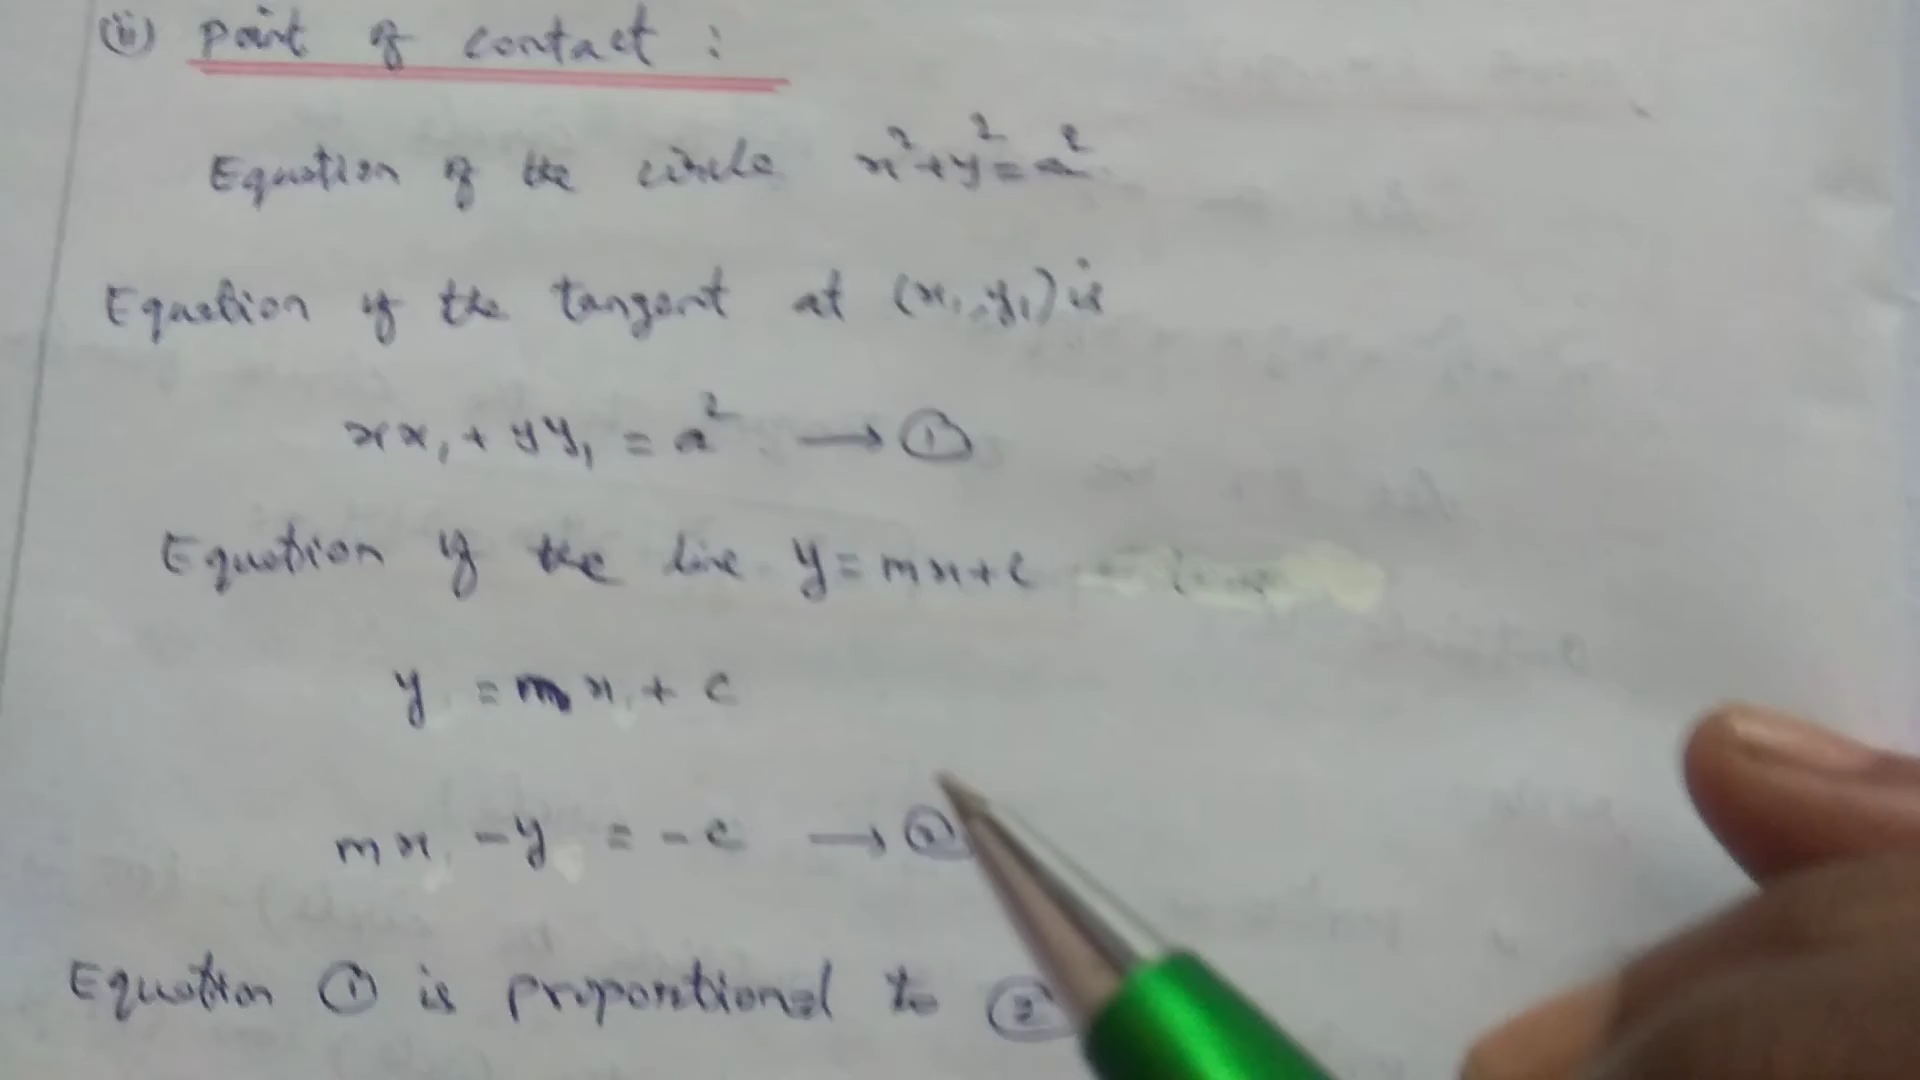 (ii) point of contact :
Equation of the circle x²+y²=a²
Equation of the tangent at (x₁, y₁) is
xx₁ + yy₁ = a² → ①
Equation of the line y=mx+c
y = mx + c
mx - y = -c → ②
Equation ① is proportional to ②